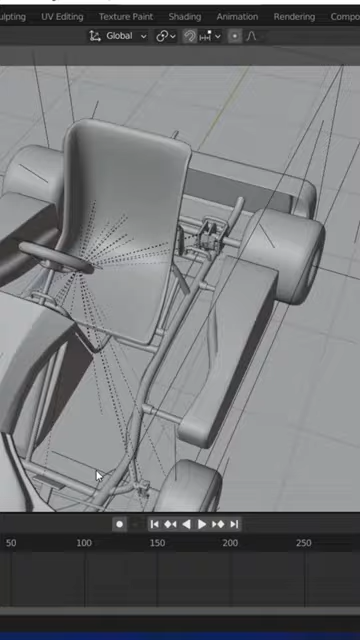 ulpting UV Editing Texture Paint Shading Animation Rendering Compo
Global
50 100 150 200 250